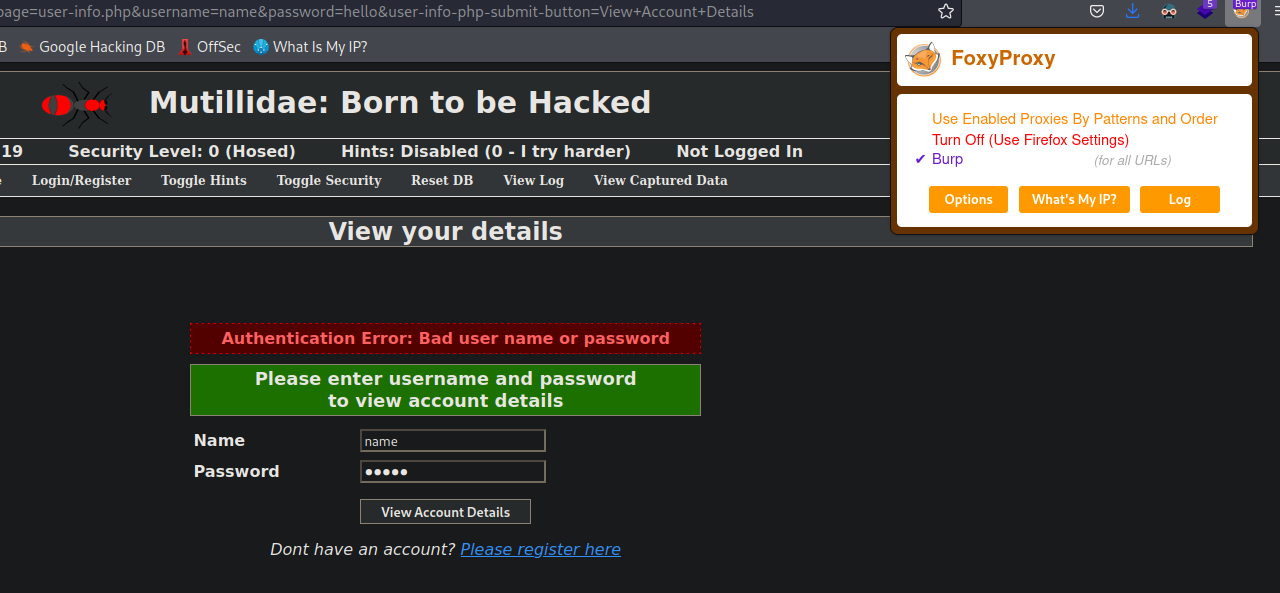 page=user-info.php&username=name&password=hello&user-info-php-submit-button=View+Account+Details
5
Burp
B Google Hacking DB OffSec What Is My IP?
FoxyProxy
Use Enabled Proxies By Patterns and Order
Turn Off (Use Firefox Settings)
✔ Burp (for all URLs)
Options What's My IP? Log
Mutillidae: Born to be Hacked
19 Security Level: 0 (Hosed) Hints: Disabled (0 - I try harder) Not Logged In
Login/Register Toggle Hints Toggle Security Reset DB View Log View Captured Data
View your details
Authentication Error: Bad user name or password
Please enter username and password
to view account details
Name name
Password ●●●●●
View Account Details
Dont have an account? Please register here